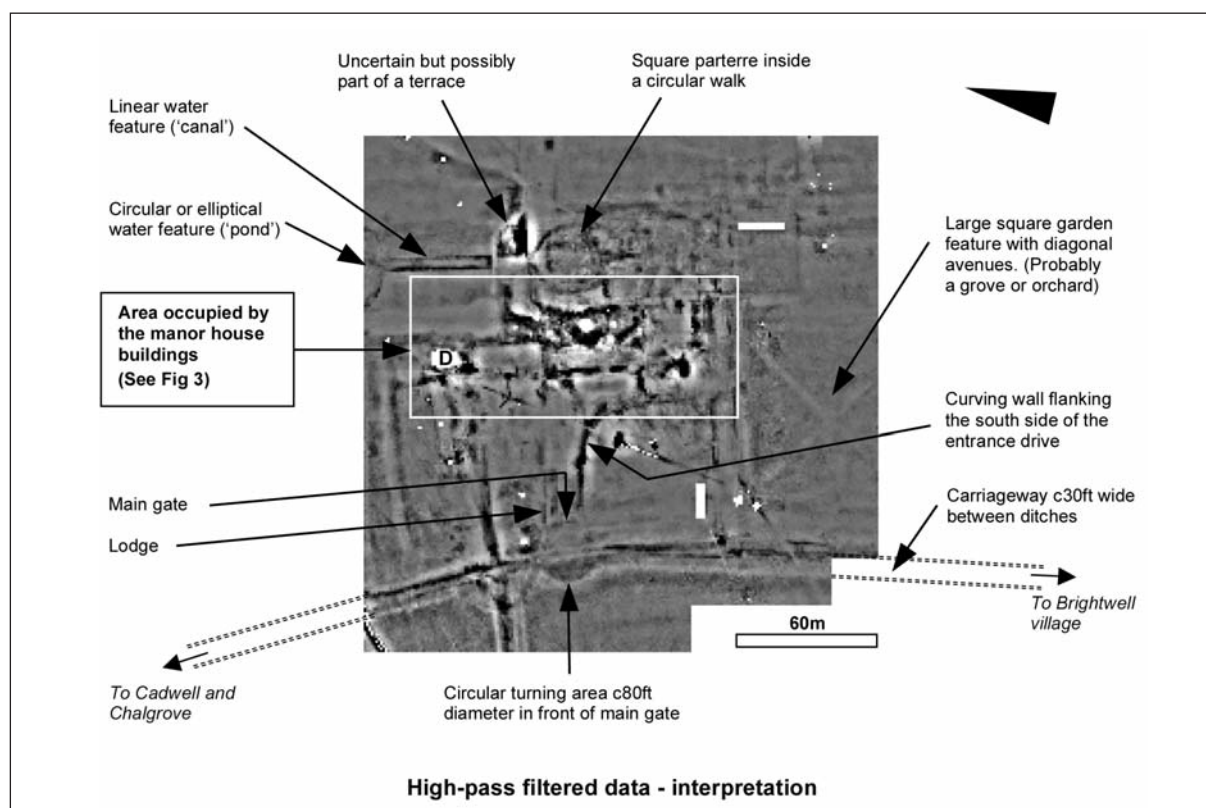 Uncertain but possibly
part of a terrace
Square parterre inside
a circular walk
Linear water
feature (‘canal’)
Circular or elliptical
water feature (‘pond’)
Large square garden
feature with diagonal
avenues. (Probably
a grove or orchard)
Area occupied by
the manor house
buildings
(See Fig 3)
D
Curving wall flanking
the south side of the
entrance drive
Main gate
Lodge
Carriageway c30ft wide
between ditches
To Brightwell
village
60m
To Cadwell and
Chalgrove
Circular turning area c80ft
diameter in front of main gate
High-pass filtered data - interpretation